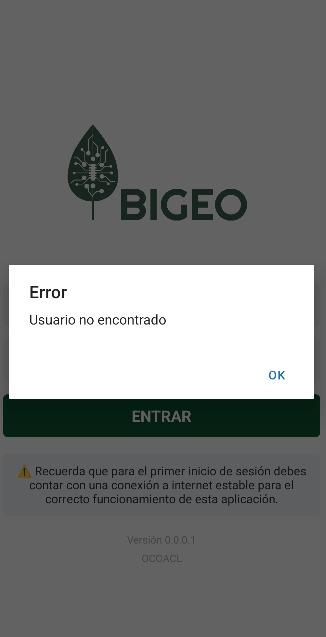 BIGEO
Error
Usuario no encontrado
OK
ENTRAR
⚠️ Recuerda que para el primer inicio de sesión debes
contar con una conexión a internet estable para el
correcto funcionamiento de esta aplicación.
Versión 0.0.0.1
OCOACL